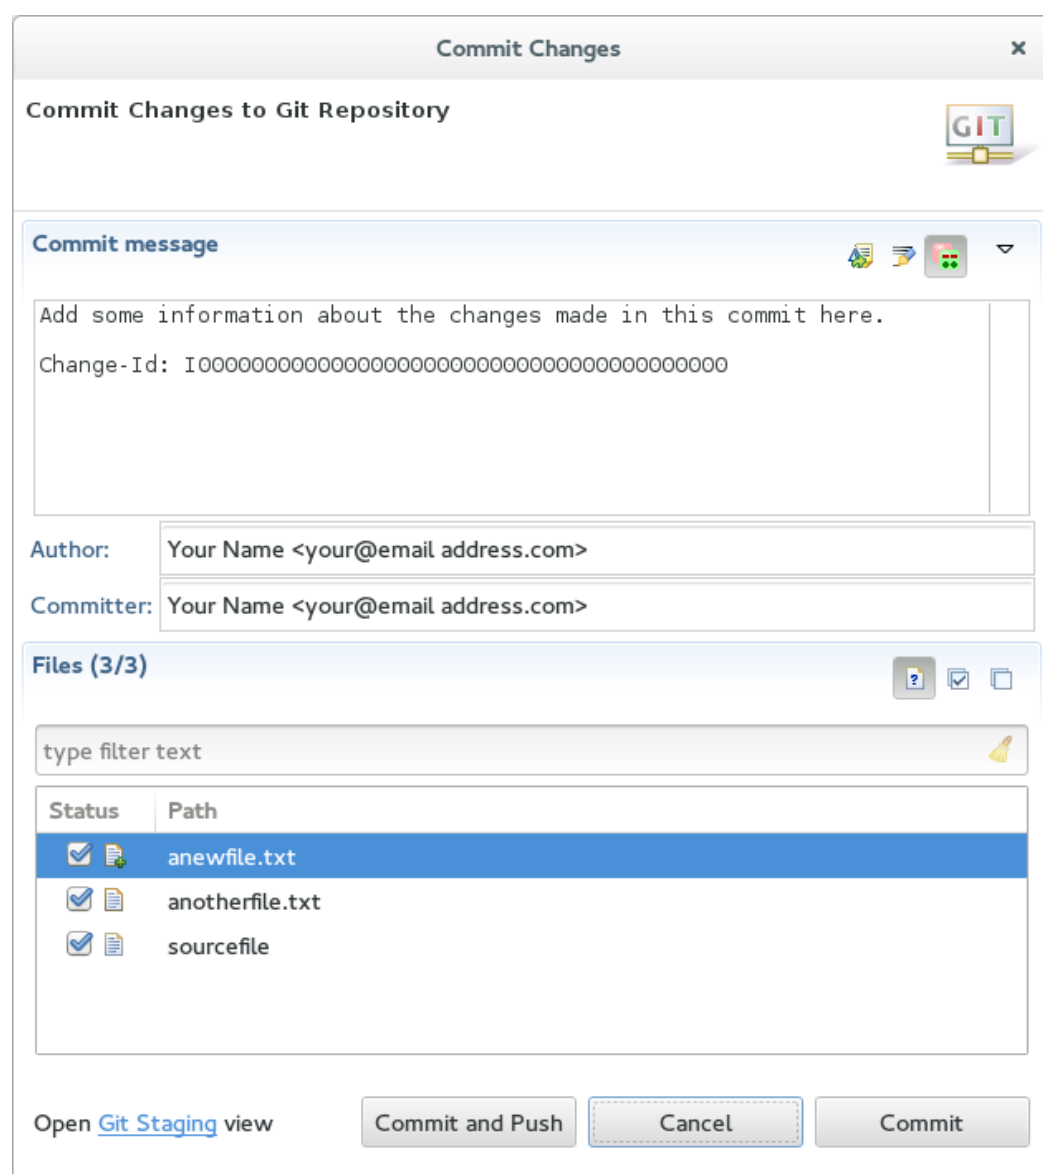 Commit Changes
Commit Changes to Git Repository
GIT
Commit message
Add some information about the changes made in this commit here.
Change-Id: I0000000000000000000000000000000000000000
Author: Your Name <your@email address.com>
Committer: Your Name <your@email address.com>
Files (3/3)
type filter text
Status Path
anewfile.txt
anotherfile.txt
sourcefile
Open Git Staging view Commit and Push Cancel Commit